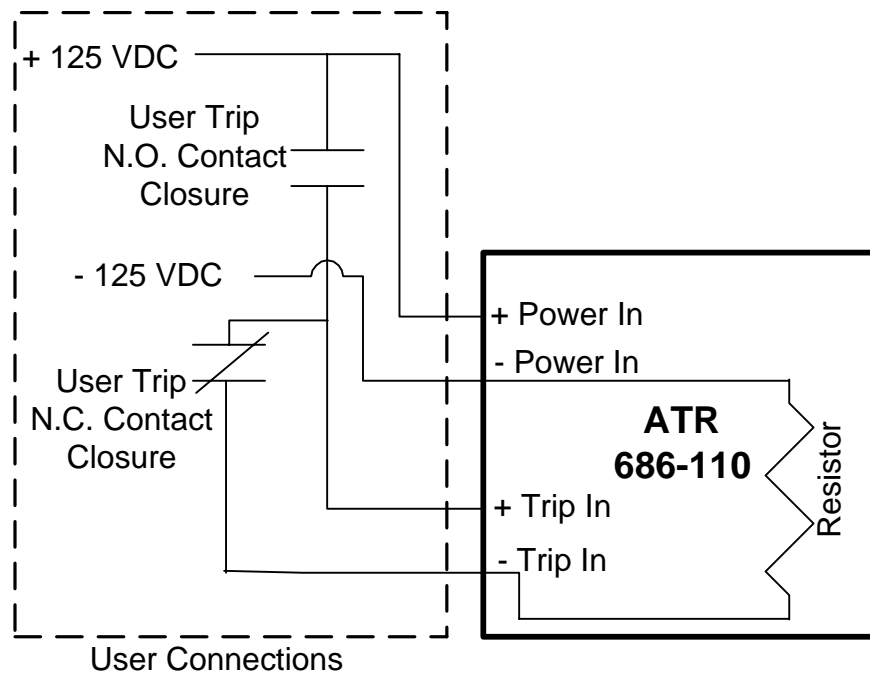 + 125 VDC
User Trip
N.O. Contact
Closure
- 125 VDC
+ Power In
- Power In
User Trip
N.C. Contact
Closure
ATR
686-110
Resistor
+ Trip In
- Trip In
User Connections